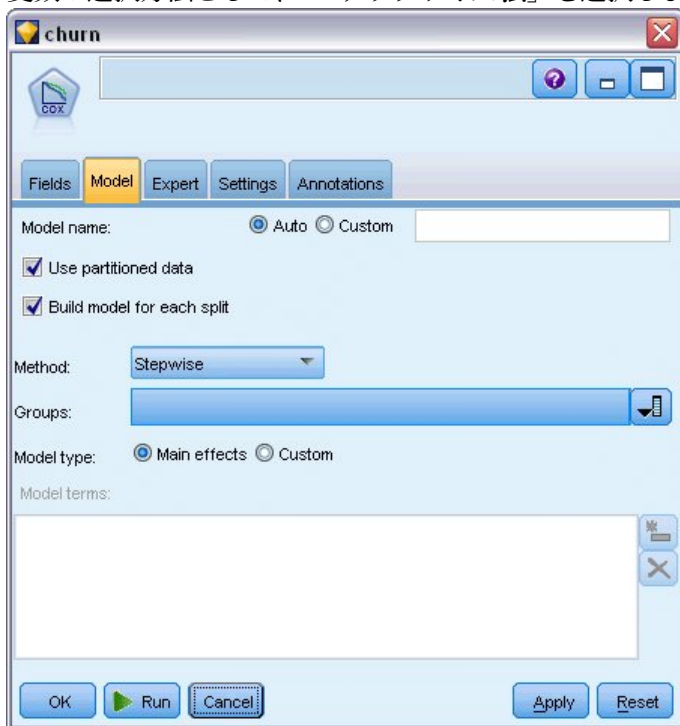 churn
COX
Fields Model Expert Settings Annotations
Model name: Auto Custom
Use partitioned data
Build model for each split
Method: Stepwise
Groups:
Model type: Main effects Custom
Model terms:
OK Run Cancel Apply Reset